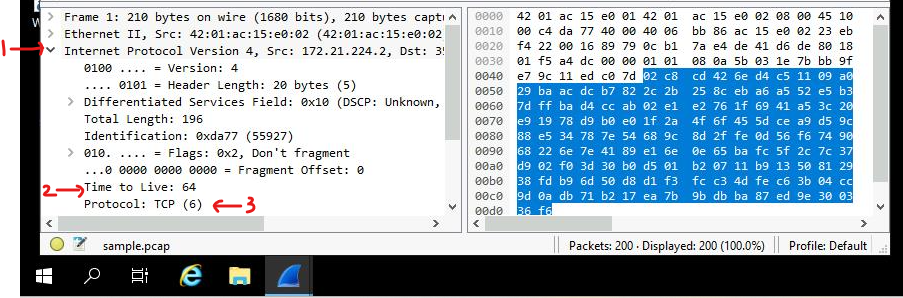 Frame 1: 210 bytes on wire (1680 bits), 210 bytes capt
Ethernet II, Src: 42:01:ac:15:e0:02 (42:01:ac:15:e0:02
1
Internet Protocol Version 4, Src: 172.21.224.2, Dst: 35
0100 .... = Version: 4
.... 0101 = Header Length: 20 bytes (5)
Differentiated Services Field: 0x10 (DSCP: Unknown,
Total Length: 196
Identification: 0xda77 (55927)
010. .... = Flags: 0x2, Don't fragment
...0 0000 0000 0000 = Fragment Offset: 0
2
Time to Live: 64
Protocol: TCP (6)
3
0000 42 01 ac 15 e0 01 42 01 ac 15 e0 02 08 00 45 10
0010 00 c4 da 77 40 00 40 06 bb 86 ac 15 e0 02 23 eb
0020 f4 22 00 16 89 79 0c b1 7a e4 de 41 d6 de 80 18
0030 01 f5 a4 dc 00 00 01 01 08 0a 5b 03 1e 7b bb 9f
0040 e7 9c 11 ed c0 7d 02 c8 cd 42 6e d4 c5 11 09 a0
0050 29 ba ac dc b7 82 2c 2b 25 8c eb a6 a5 52 e5 b3
0060 7d ff ba d4 cc ab 02 e1 e2 76 1f 69 41 a5 3c 20
0070 e9 19 78 d9 b0 e0 1f 2a 4f 6f 45 5d ce a9 d5 9c
0080 88 e5 34 78 7e 54 68 9c 8d 2f fe 0d 56 f6 74 90
0090 68 22 6e 7e 41 89 e1 6e 0e 65 ba fc 5f 2c 7c 37
00a0 d9 02 f0 3d 30 b0 d5 01 b2 07 11 b9 13 50 81 29
00b0 38 fd b9 6d 50 d8 d1 f3 fc c3 4d fe c6 3b 04 cc
00c0 9d 0a db 71 b2 17 ea 7b 9b db ba 87 ed 9e 30 03
00d0 36 f6
sample.pcap
Packets: 200 · Displayed: 200 (100.0%)
Profile: Default